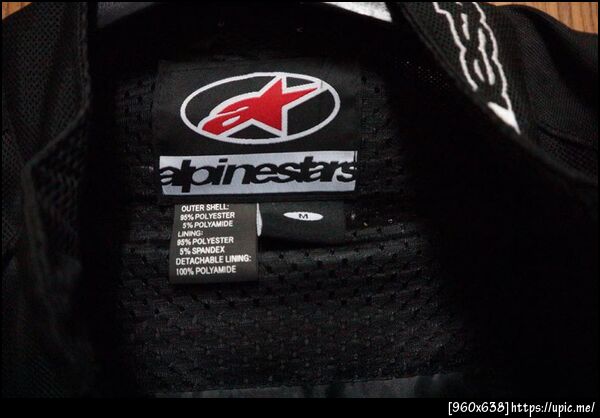 alpinestars
OUTER SHELL:
95% POLYESTER
5% POLYAMIDE
LINING:
95% POLYESTER
5% SPANDEX
DETACHABLE LINING:
100% POLYAMIDE
M
[960x638]https://upic.me/